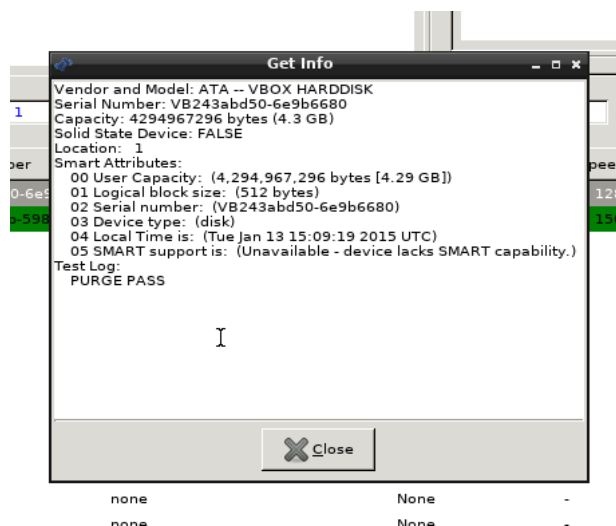 Get Info
Vendor and Model: ATA -- VBOX HARDDISK
Serial Number: VB243abd50-6e9b6680
Capacity: 4294967296 bytes (4.3 GB)
Solid State Device: FALSE
Location: 1
Smart Attributes:
00 User Capacity: (4,294,967,296 bytes [4.29 GB])
01 Logical block size: (512 bytes)
02 Serial number: (VB243abd50-6e9b6680)
03 Device type: (disk)
04 Local Time is: (Tue Jan 13 15:09:19 2015 UTC)
05 SMART support is: (Unavailable - device lacks SMART capability.)
Test Log:
PURGE PASS
1
Close
none None -
none None -